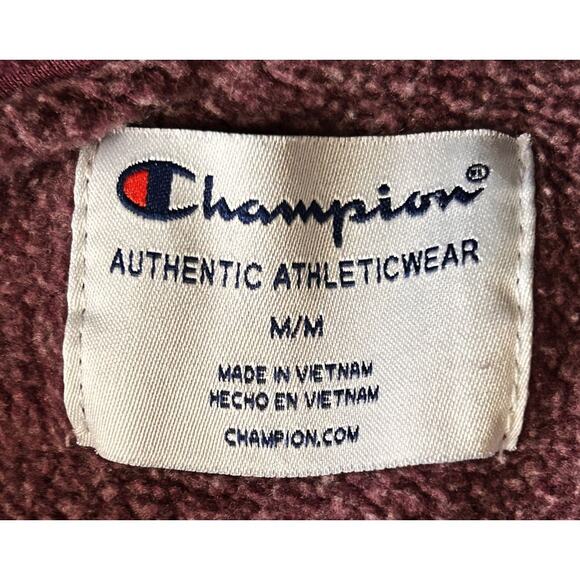 Champion®
AUTHENTIC ATHLETICWEAR
M/M
MADE IN VIETNAM
HECHO EN VIETNAM
CHAMPION.COM